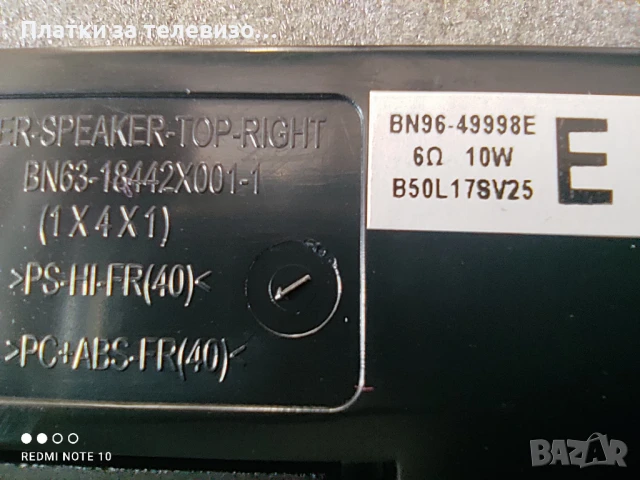 Платки за телевизо...
ER-SPEAKER-TOP-RIGHT
BN63-18442X001-1
(1X4X1)
>PS-HI-FR(40)<
>PC+ABS-FR(40)<
BN96-49998E
6Ω 10W
B50L17SV25
E
REDMI NOTE 10
BAZAR